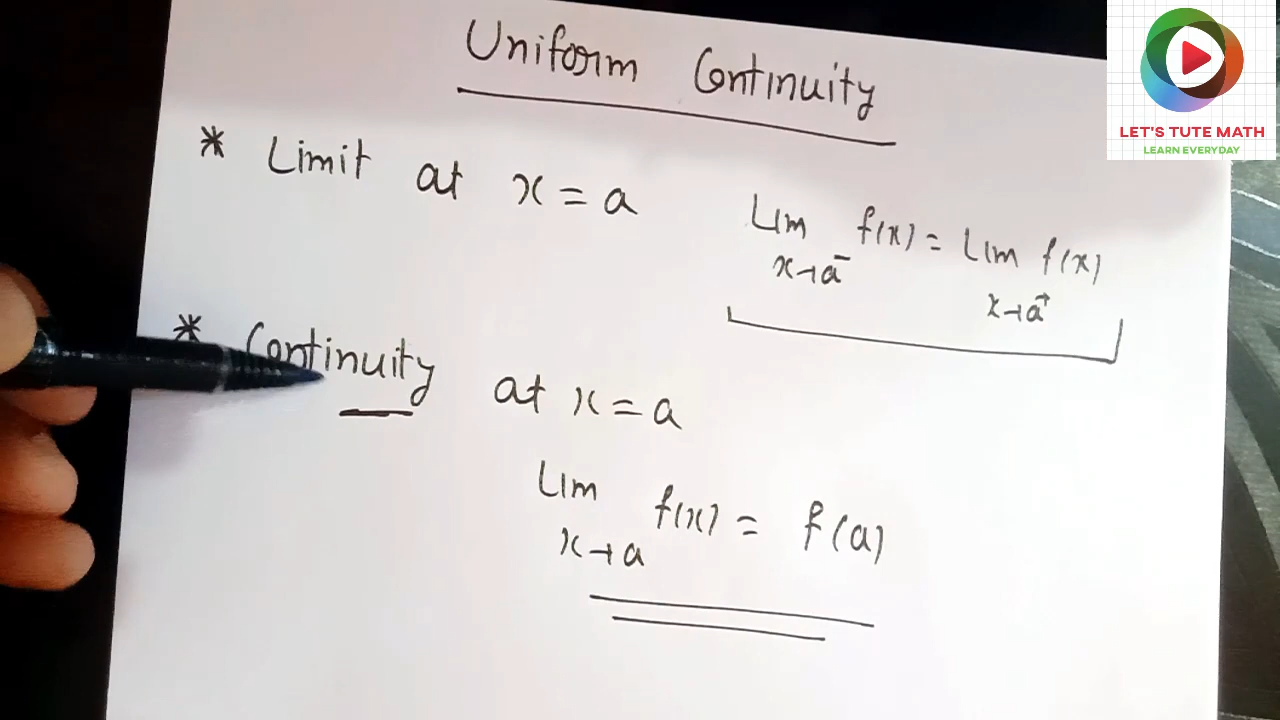 Uniform Continuity
* Limit at x = a
Lim f(x) = Lim f(x)
x→a⁻ x→a⁺
* Continuity at x = a
Lim f(x) = f(a)
x→a
LET'S TUTE MATH
LEARN EVERYDAY